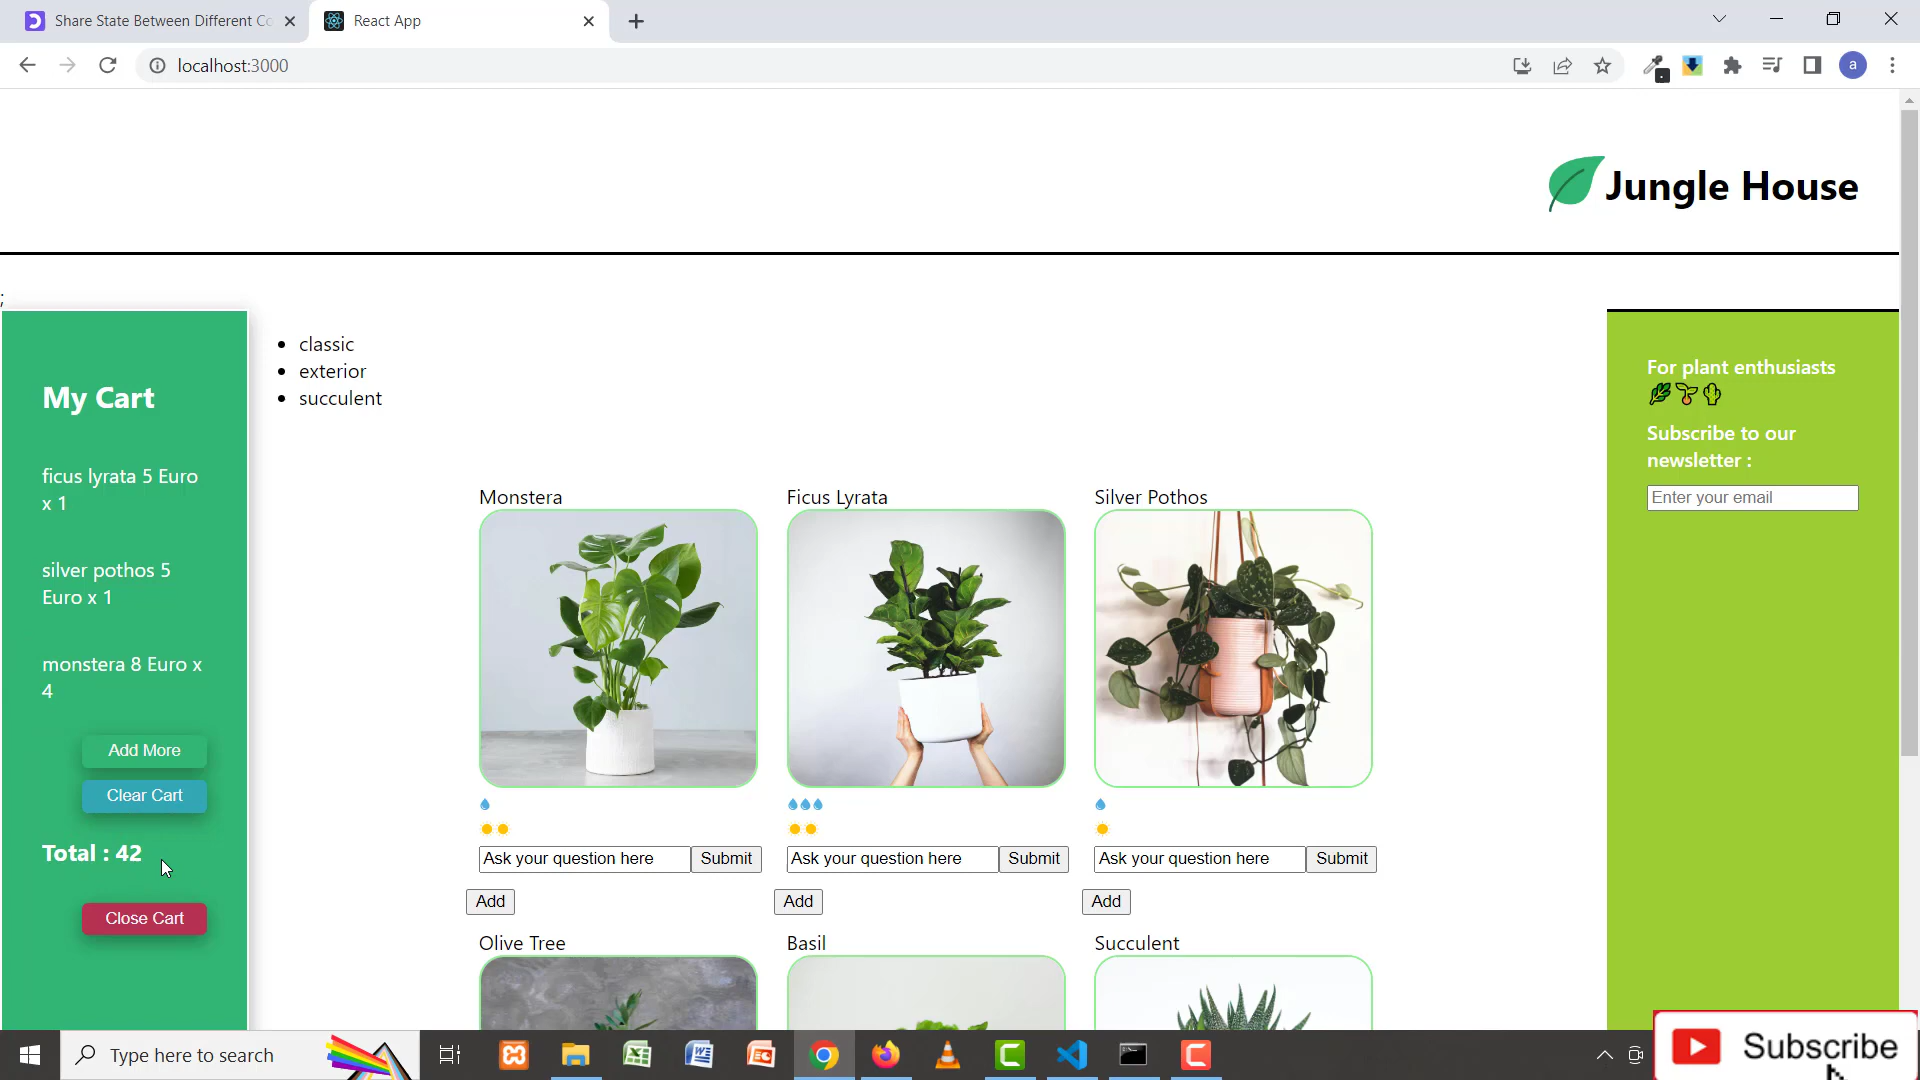 Share State Between Different Co
React App
localhost:3000
a
Jungle House
;
My Cart
ficus lyrata 5 Euro
x 1
silver pothos 5
Euro x 1
monstera 8 Euro x
4
Add More
Clear Cart
Total : 42
Close Cart
classic
exterior
succulent
Monstera
Ficus Lyrata
Silver Pothos
Ask your question here
Submit
Ask your question here
Submit
Ask your question here
Submit
Add
Add
Add
Olive Tree
Basil
Succulent
For plant enthusiasts
Subscribe to our
newsletter :
Enter your email
Type here to search
Subscribe